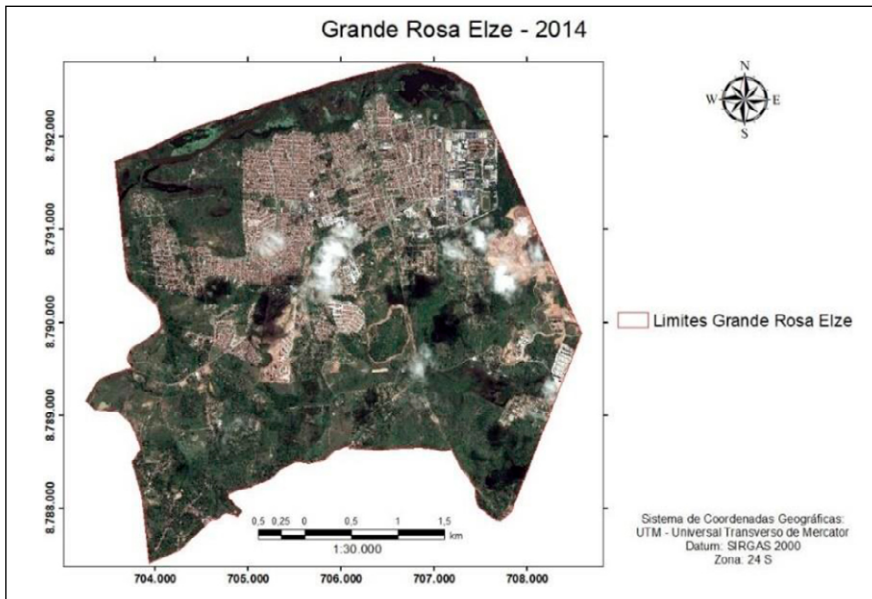 Grande Rosa Elze - 2014
N
W E
S
8.792.000
8.791.000
8.790.000
8.789.000
8.788.000
Limites Grande Rosa Elze
0,5 0,25 0 0,5 1 1,5
km
1:30.000
704.000 705.000 706.000 707.000 708.000
Sistema de Coordenadas Geográficas:
UTM - Universal Transverso de Mercator
Datum: SIRGAS 2000
Zona: 24 S